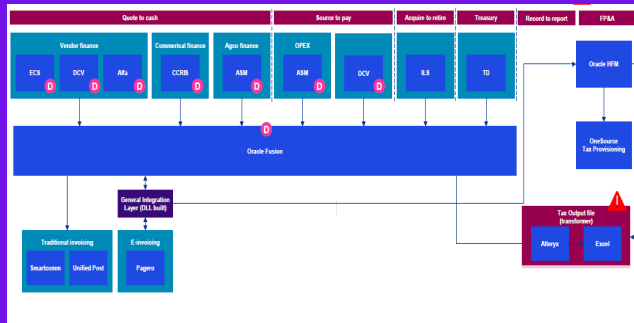 Quote to cash
Source to pay
Acquire to retire
Treasury
Record to report
FP&A
Vendor finance
Commerical finance
Agco finance
OPEX
ECS
DCV
Alfa
CCRIS
ASM
ASM
DCV
ILS
TD
Oracle HFM
D
D
D
D
D
D
D
D
Oracle Fusion
OneSource
Tax Provisioning
General Integration
Layer (DLL built)
Tax Output file
(transformer)
Alteryx
Excel
Traditional invoicing
E-invoicing
Smartcomm
Unified Post
Pagero